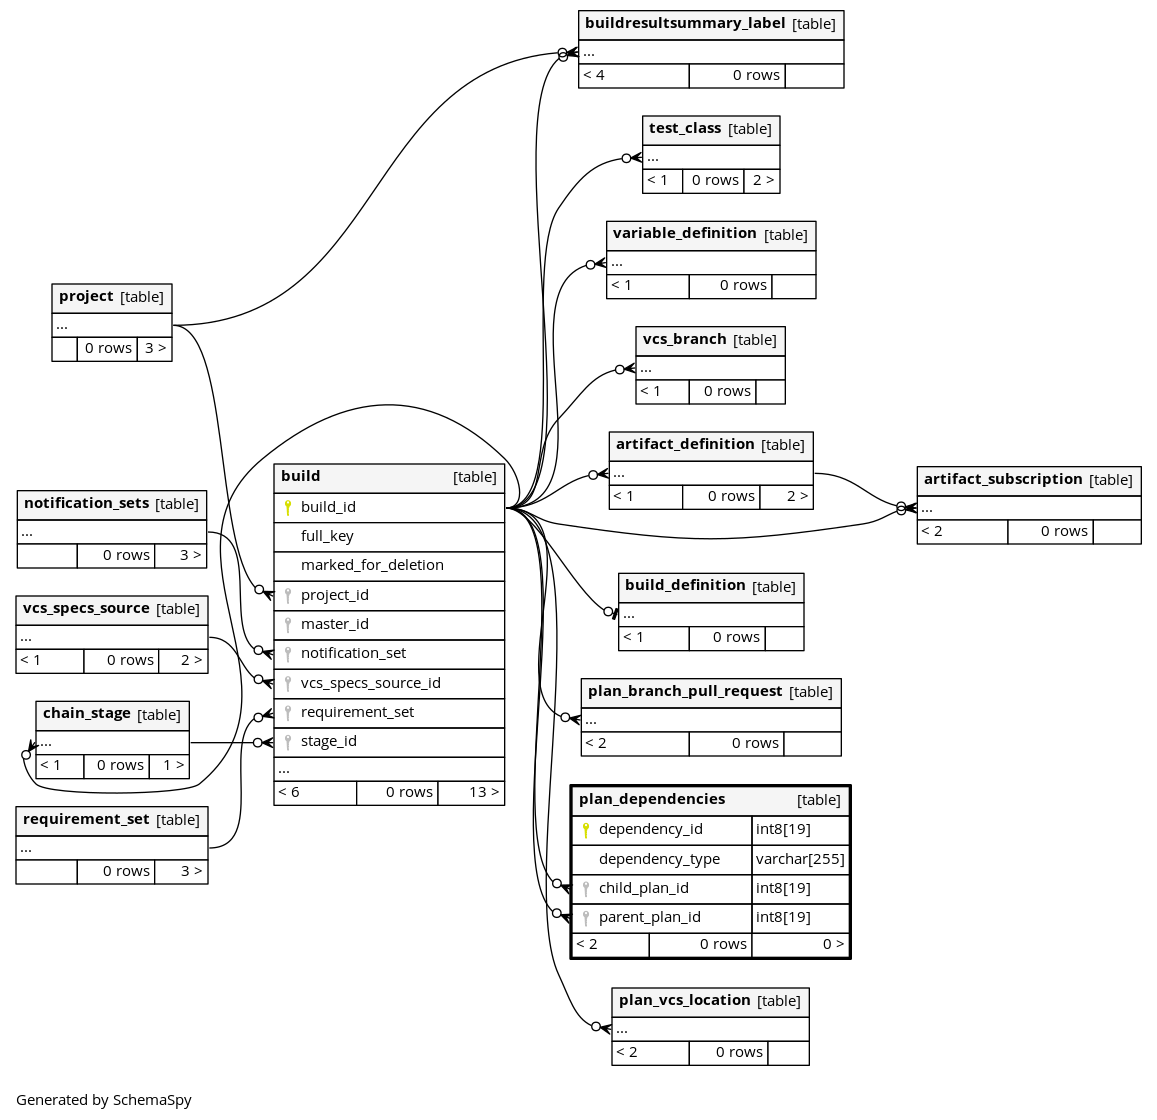 buildresultsummary_label [table]
...
< 4 0 rows
test_class [table]
...
< 1 0 rows 2 >
variable_definition [table]
...
< 1 0 rows
project [table]
...
0 rows 3 >
vcs_branch [table]
...
< 1 0 rows
artifact_definition [table]
...
< 1 0 rows 2 >
artifact_subscription [table]
...
< 2 0 rows
build [table]
build_id
full_key
marked_for_deletion
project_id
master_id
notification_set
vcs_specs_source_id
requirement_set
stage_id
...
< 6 0 rows 13 >
notification_sets [table]
...
0 rows 3 >
vcs_specs_source [table]
...
< 1 0 rows 2 >
chain_stage [table]
...
< 1 0 rows 1 >
requirement_set [table]
...
0 rows 3 >
build_definition [table]
...
< 1 0 rows
plan_branch_pull_request [table]
...
< 2 0 rows
plan_dependencies [table]
dependency_id int8[19]
dependency_type varchar[255]
child_plan_id int8[19]
parent_plan_id int8[19]
< 2 0 rows 0 >
plan_vcs_location [table]
...
< 2 0 rows
Generated by SchemaSpy